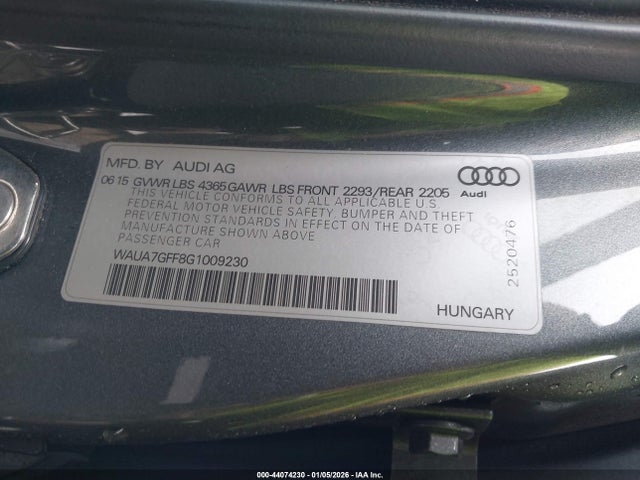 MFD. BY AUDI AG
06 15 GVWR LBS 4365 GAWR LBS FRONT 2293/REAR 2205
THIS VEHICLE CONFORMS TO ALL APPLICABLE U.S.
FEDERAL MOTOR VEHICLE SAFETY, BUMPER AND THEFT
PREVENTION STANDARDS IN EFFECT ON THE DATE OF
MANUFACTURE SHOWN ABOVE
PASSENGER CAR
WAUA7GFF8G1009230
Audi
2520476
HUNGARY
000-44074230 - 01/05/2026 - IAA Inc.